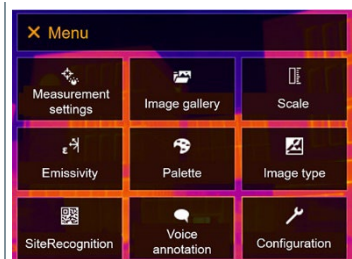 Menu
Measurement
settings
Image gallery
Scale
ε
Emissivity
Palette
Image type
SiteRecognition
Voice
annotation
Configuration